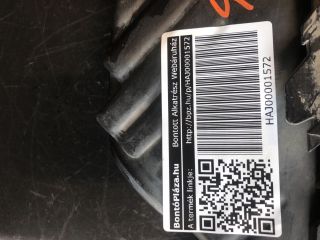 BontóPláza.hu
Bontott Alkatrész Webáruház
A termék linkje:
http://bpz.hu/p/HAJ00001572
HAJ00001572